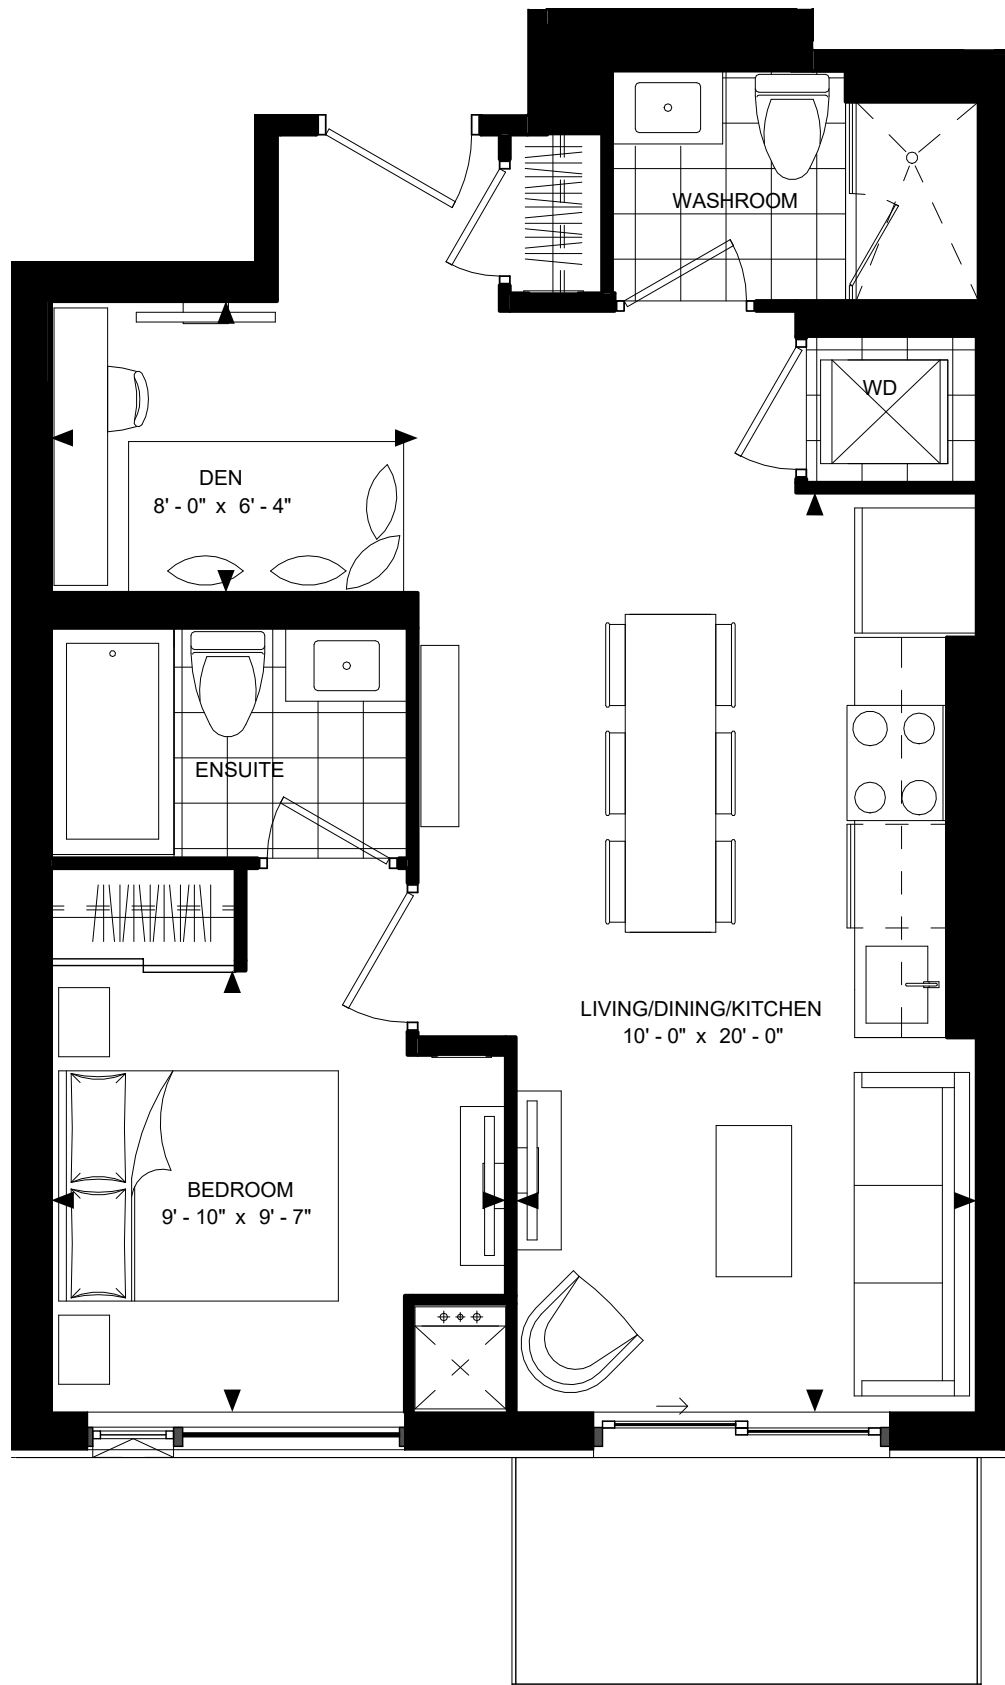 WASHROOM
WD
DEN
8' - 0" x 6' - 4"
ENSUITE
LIVING/DINING/KITCHEN
10' - 0" x 20' - 0"
BEDROOM
9' - 10" x 9' - 7"